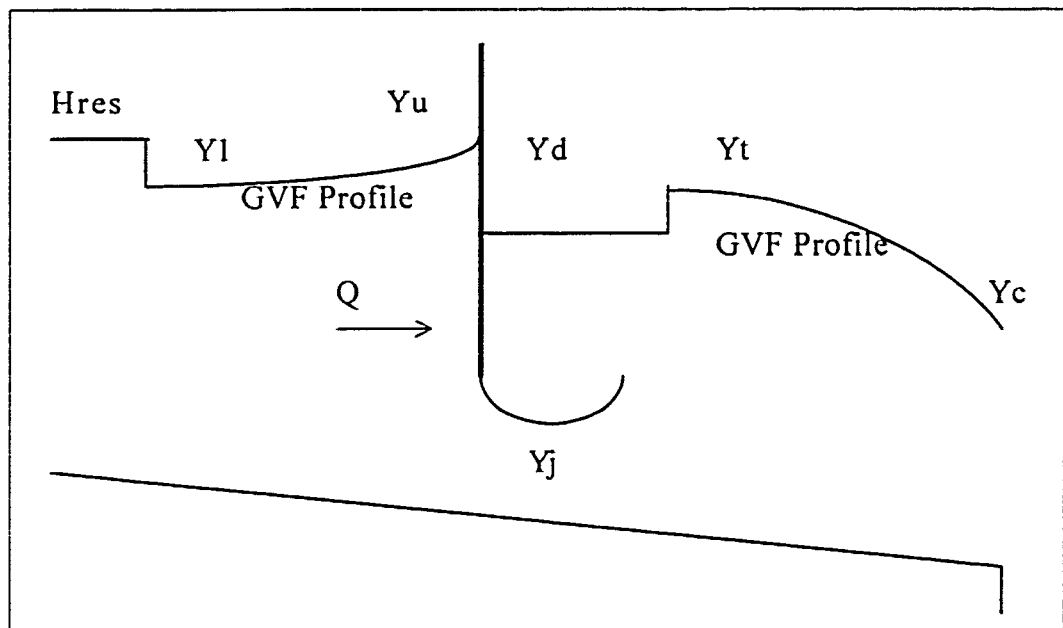 Hres
Yu
Yl
Yd
Yt
GVF Profile
GVF Profile
Yc
Q
Yj